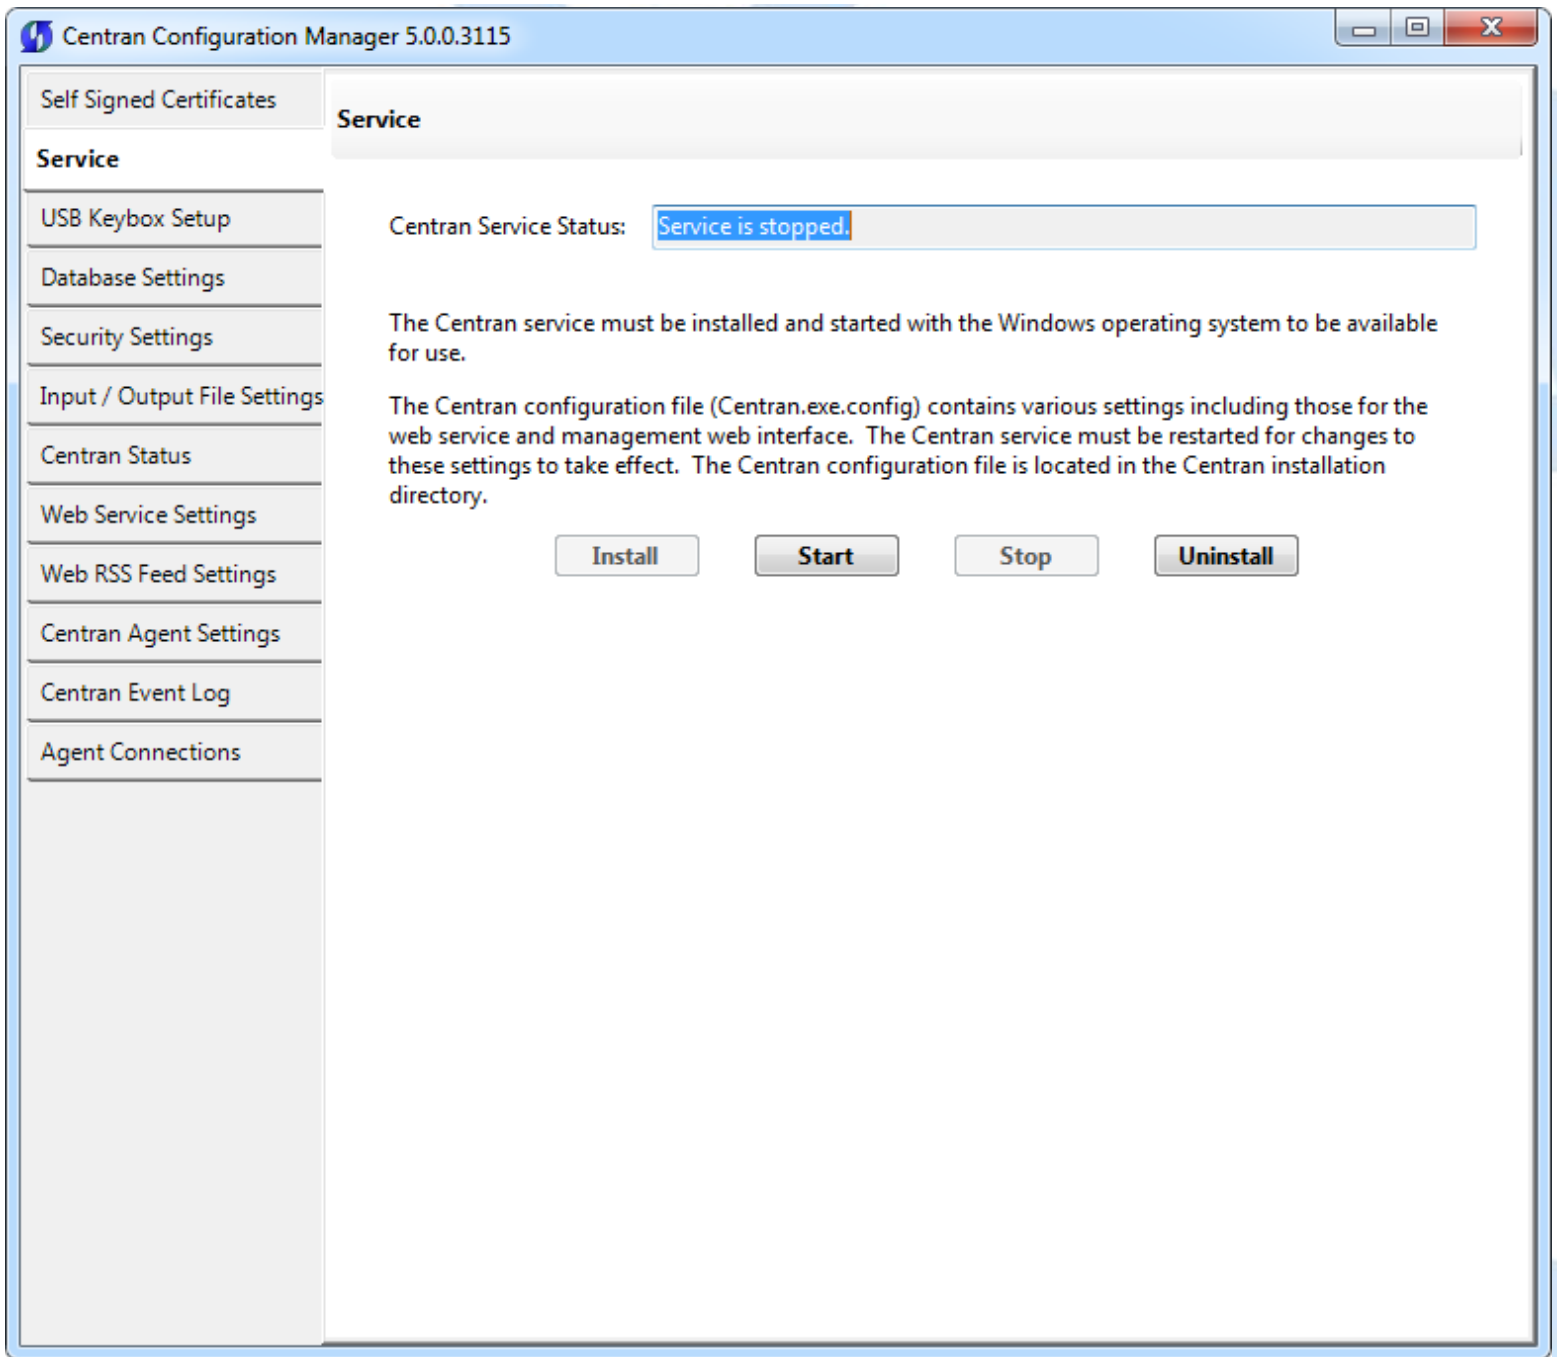 Centran Configuration Manager 5.0.0.3115
Self Signed Certificates
Service
USB Keybox Setup
Database Settings
Security Settings
Input / Output File Settings
Centran Status
Web Service Settings
Web RSS Feed Settings
Centran Agent Settings
Centran Event Log
Agent Connections
Service
Centran Service Status: Service is stopped.
The Centran service must be installed and started with the Windows operating system to be available
for use.
The Centran configuration file (Centran.exe.config) contains various settings including those for the
web service and management web interface.  The Centran service must be restarted for changes to
these settings to take effect.  The Centran configuration file is located in the Centran installation
directory.
Install Start Stop Uninstall